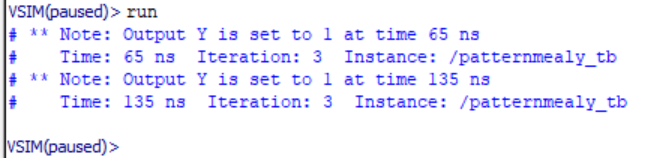 VSIM(paused)> run
# ** Note: Output Y is set to 1 at time 65 ns
#    Time: 65 ns  Iteration: 3  Instance: /patternmealy_tb
# ** Note: Output Y is set to 1 at time 135 ns
#    Time: 135 ns  Iteration: 3  Instance: /patternmealy_tb
VSIM(paused)>